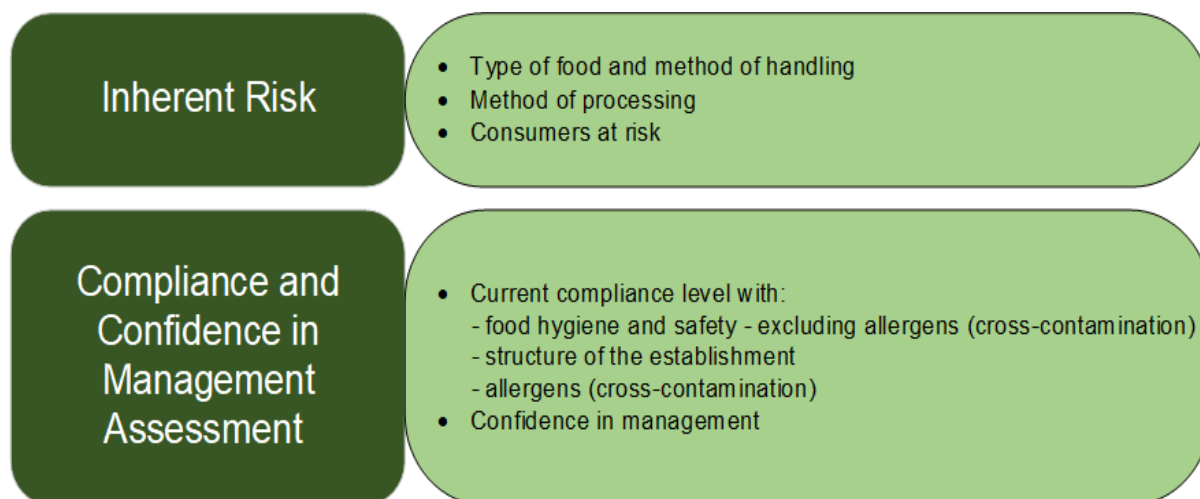 Inherent Risk
• Type of food and method of handling
• Method of processing
• Consumers at risk
Compliance and
Confidence in
Management
Assessment
• Current compliance level with:
- food hygiene and safety - excluding allergens (cross-contamination)
- structure of the establishment
- allergens (cross-contamination)
• Confidence in management